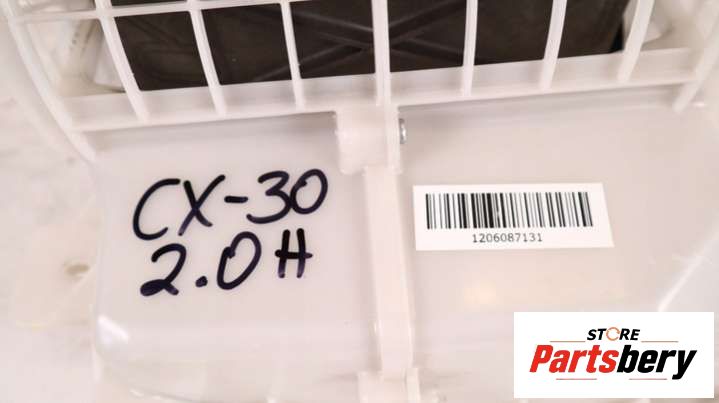 CX-30
2.0H
1206087131
STORE
Partsbery